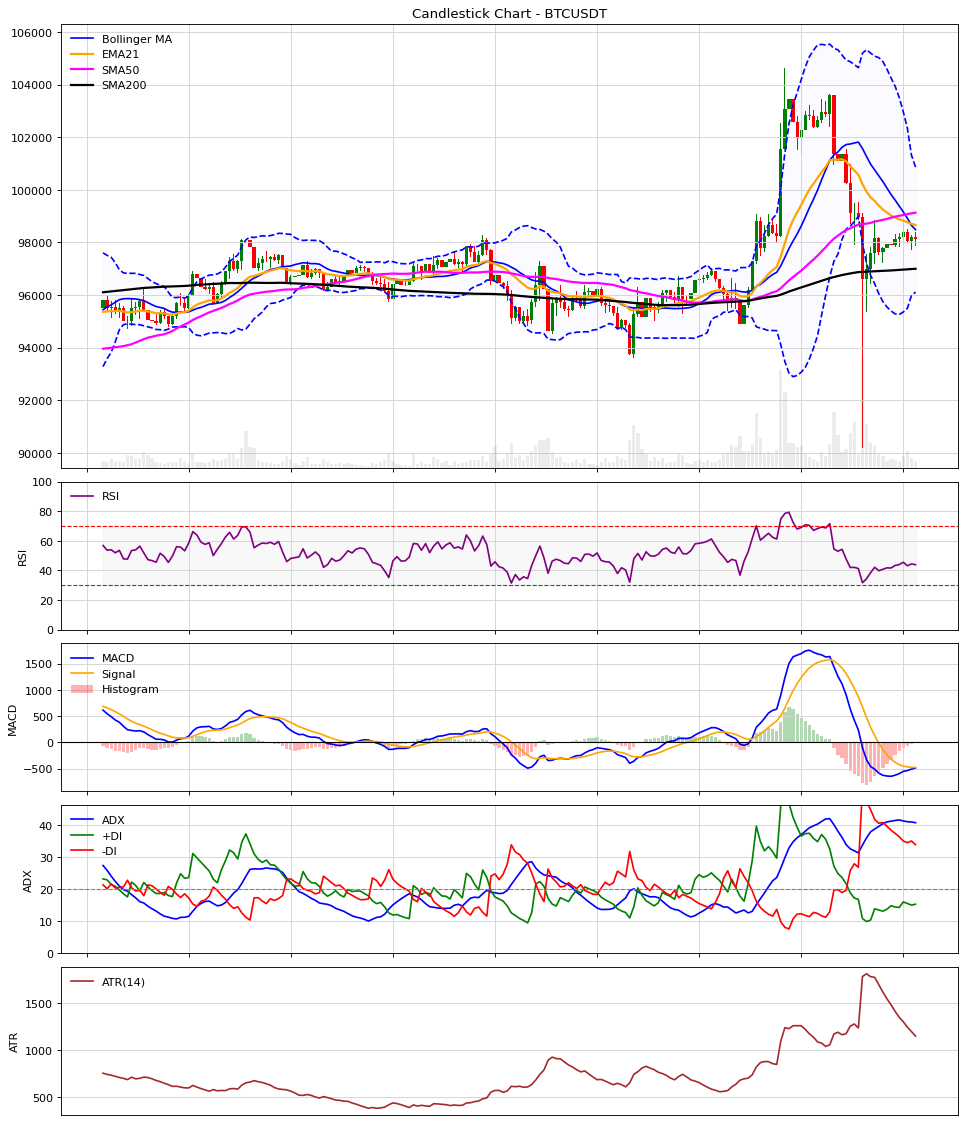 Candlestick Chart - BTCUSDT
106000
104000
102000
100000
98000
96000
94000
92000
90000
Bollinger MA
EMA21
SMA50
SMA200
100
80
60
40
20
0
RSI
RSI
1500
1000
500
0
−500
MACD
MACD
Signal
Histogram
40
30
20
10
0
ADX
ADX
+DI
-DI
1500
1000
500
ATR
ATR(14)